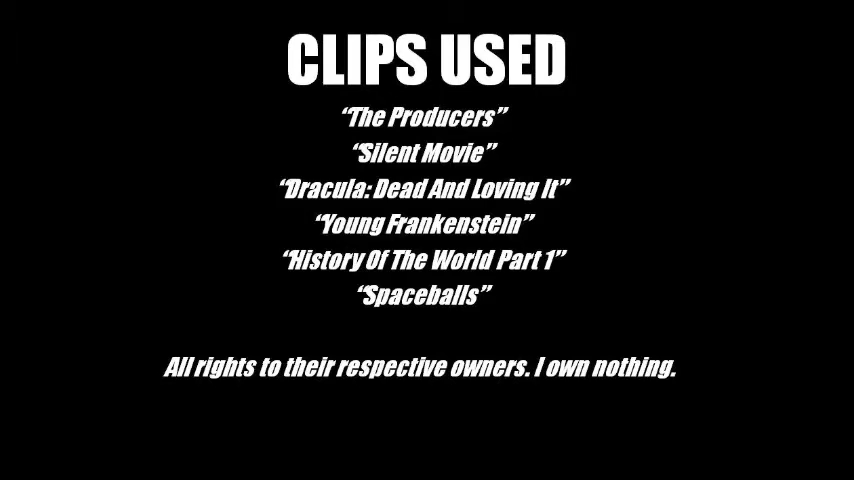 CLIPS USED
“The Producers”
“Silent Movie”
“Dracula: Dead And Loving It”
“Young Frankenstein”
“History Of The World Part 1”
“Spaceballs”
All rights to their respective owners. I own nothing.